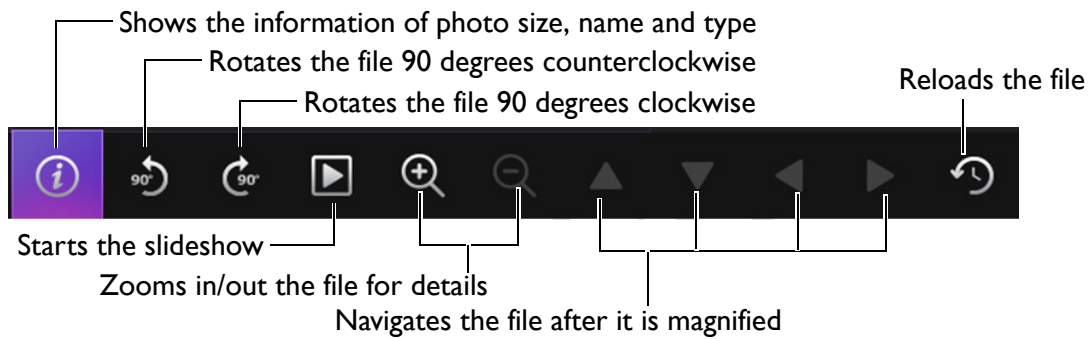 Shows the information of photo size, name and type
Rotates the file 90 degrees counterclockwise
Reloads the file
Rotates the file 90 degrees clockwise
i 90° 90°
Starts the slideshow
Zooms in/out the file for details
Navigates the file after it is magnified